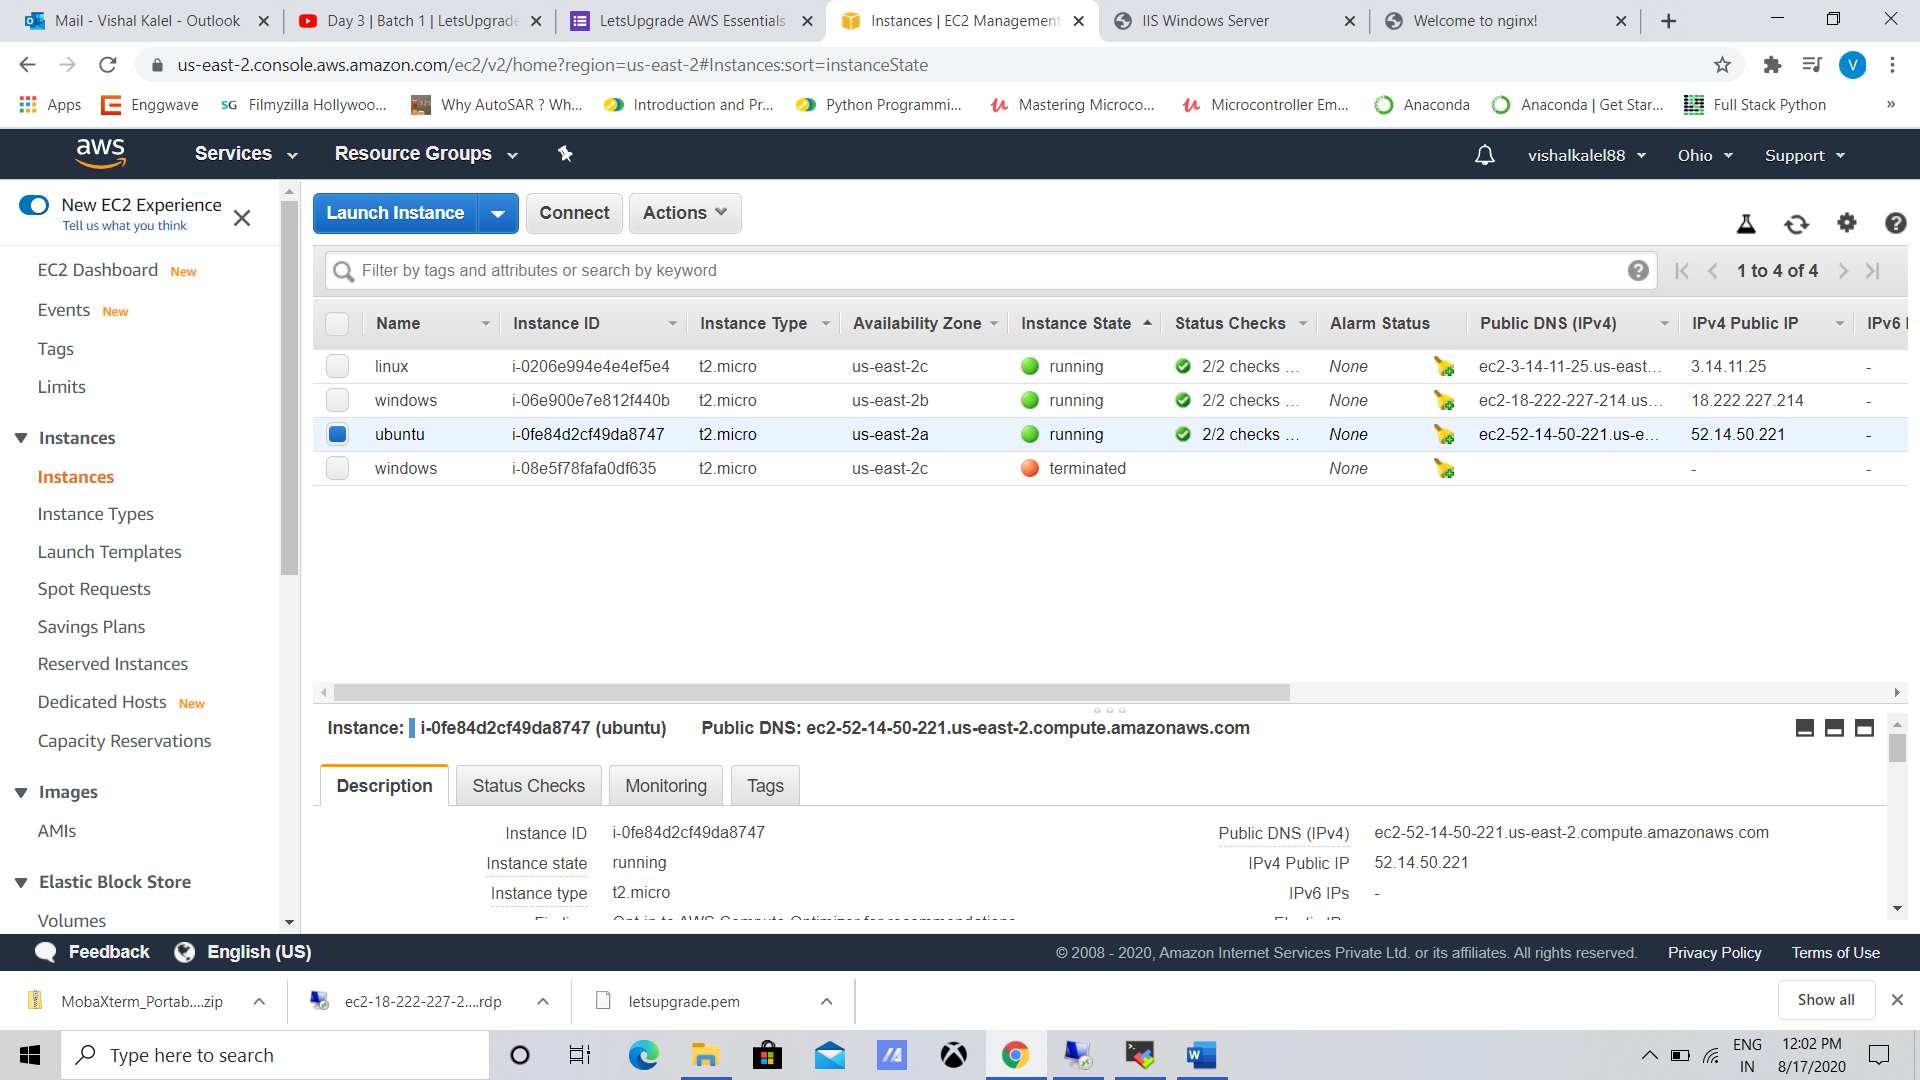 Mail - Vishal Kalel - Outlook
Day 3 | Batch 1 | LetsUpgrade
LetsUpgrade AWS Essentials
Instances | EC2 Management
IIS Windows Server
Welcome to nginx!
us-east-2.console.aws.amazon.com/ec2/v2/home?region=us-east-2#Instances:sort=instanceState
V
Apps
Enggwave
SG Filmyzilla Hollywoo...
Why AutoSAR ? Wh...
Introduction and Pr...
Python Programmi...
Mastering Microco...
Microcontroller Em...
Anaconda
Anaconda | Get Star...
Full Stack Python
»
aws
Services
Resource Groups
vishalkalel88
Ohio
Support
New EC2 Experience
Tell us what you think
EC2 Dashboard New
Events New
Tags
Limits
Instances
Instances
Instance Types
Launch Templates
Spot Requests
Savings Plans
Reserved Instances
Dedicated Hosts New
Capacity Reservations
Images
AMIs
Elastic Block Store
Volumes
Launch Instance
Connect
Actions
Filter by tags and attributes or search by keyword
1 to 4 of 4
Name Instance ID Instance Type Availability Zone Instance State Status Checks Alarm Status Public DNS (IPv4) IPv4 Public IP IPv6 I
linux i-0206e994e4e4ef5e4 t2.micro us-east-2c running 2/2 checks ... None ec2-3-14-11-25.us-east... 3.14.11.25 -
windows i-06e900e7e812f440b t2.micro us-east-2b running 2/2 checks ... None ec2-18-222-227-214.us... 18.222.227.214 -
ubuntu i-0fe84d2cf49da8747 t2.micro us-east-2a running 2/2 checks ... None ec2-52-14-50-221.us-e... 52.14.50.221 -
windows i-08e5f78fafa0df635 t2.micro us-east-2c terminated None - -
Instance: i-0fe84d2cf49da8747 (ubuntu) Public DNS: ec2-52-14-50-221.us-east-2.compute.amazonaws.com
Description
Status Checks
Monitoring
Tags
Instance ID i-0fe84d2cf49da8747
Instance state running
Instance type t2.micro
Public DNS (IPv4) ec2-52-14-50-221.us-east-2.compute.amazonaws.com
IPv4 Public IP 52.14.50.221
IPv6 IPs -
Feedback
English (US)
© 2008 - 2020, Amazon Internet Services Private Ltd. or its affiliates. All rights reserved.
Privacy Policy
Terms of Use
MobaXterm_Portab....zip
ec2-18-222-227-2....rdp
letsupgrade.pem
Show all
Type here to search
ENG
IN
12:02 PM
8/17/2020